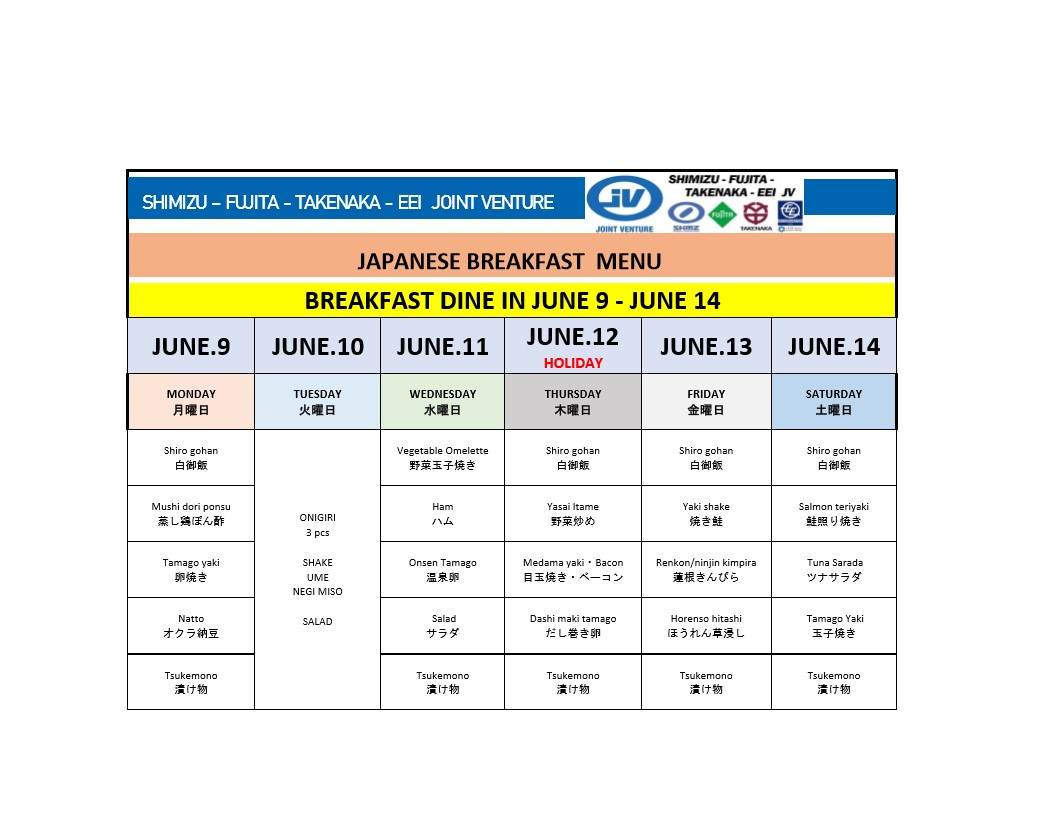 SHIMIZU – FUJITA - TAKENAKA – EEI JOINT VENTURE
JV
JOINT VENTURE
SHIMIZU - FUJITA -
TAKENAKA - EEI JV
SHIMZ
FUJITA
TAKENAKA
JAPANESE BREAKFAST MENU
BREAKFAST DINE IN JUNE 9 - JUNE 14
JUNE.9
JUNE.10
JUNE.11
JUNE.12
HOLIDAY
JUNE.13
JUNE.14
MONDAY
月曜日
TUESDAY
火曜日
WEDNESDAY
水曜日
THURSDAY
木曜日
FRIDAY
金曜日
SATURDAY
土曜日
Shiro gohan
白御飯
Mushi dori ponsu
蒸し鶏ぽん酢
Tamago yaki
卵焼き
Natto
オクラ納豆
Tsukemono
漬け物
ONIGIRI
3 pcs
SHAKE
UME
NEGI MISO
SALAD
Vegetable Omelette
野菜玉子焼き
Ham
ハム
Onsen Tamago
温泉卵
Salad
サラダ
Tsukemono
漬け物
Shiro gohan
白御飯
Yasai Itame
野菜炒め
Medama yaki・Bacon
目玉焼き・ベーコン
Dashi maki tamago
だし巻き卵
Tsukemono
漬け物
Shiro gohan
白御飯
Yaki shake
焼き鮭
Renkon/ninjin kimpira
蓮根きんぴら
Horenso hitashi
ほうれん草浸し
Tsukemono
漬け物
Shiro gohan
白御飯
Salmon teriyaki
鮭照り焼き
Tuna Sarada
ツナサラダ
Tamago Yaki
玉子焼き
Tsukemono
漬け物